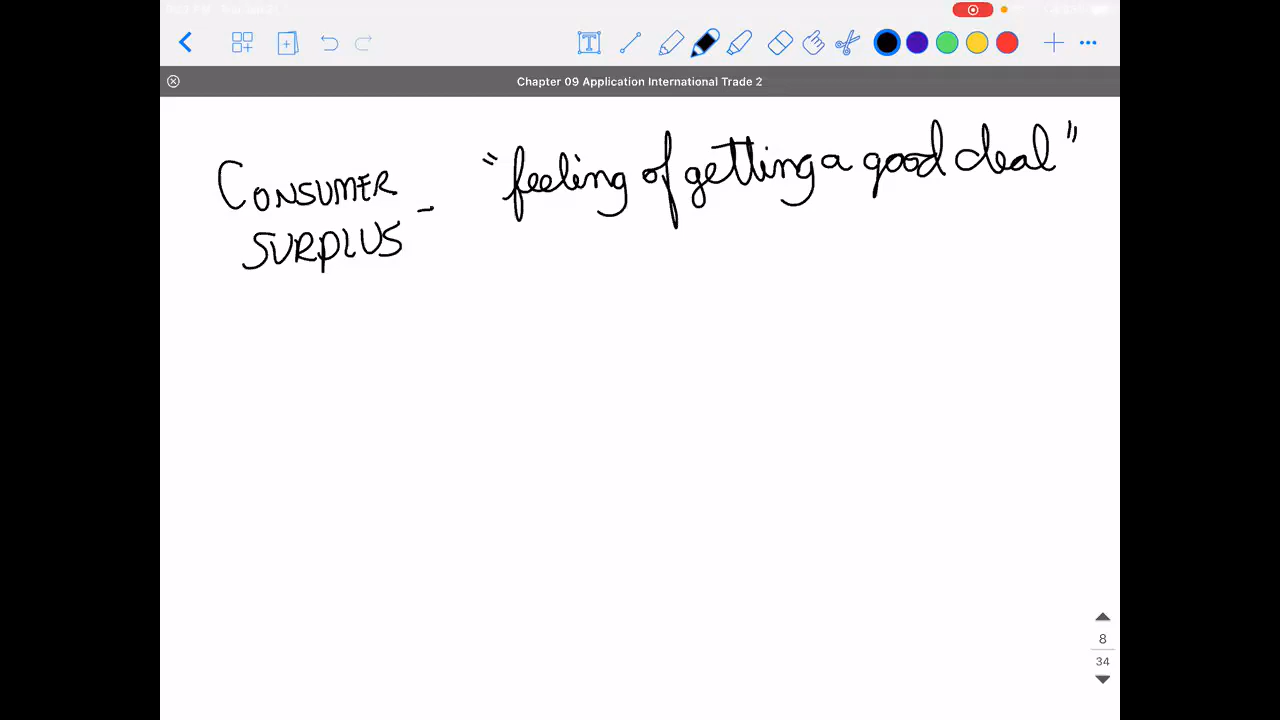 Chapter 09 Application International Trade 2
CONSUMER
SURPLUS - "feeling of getting a good deal"
8
34